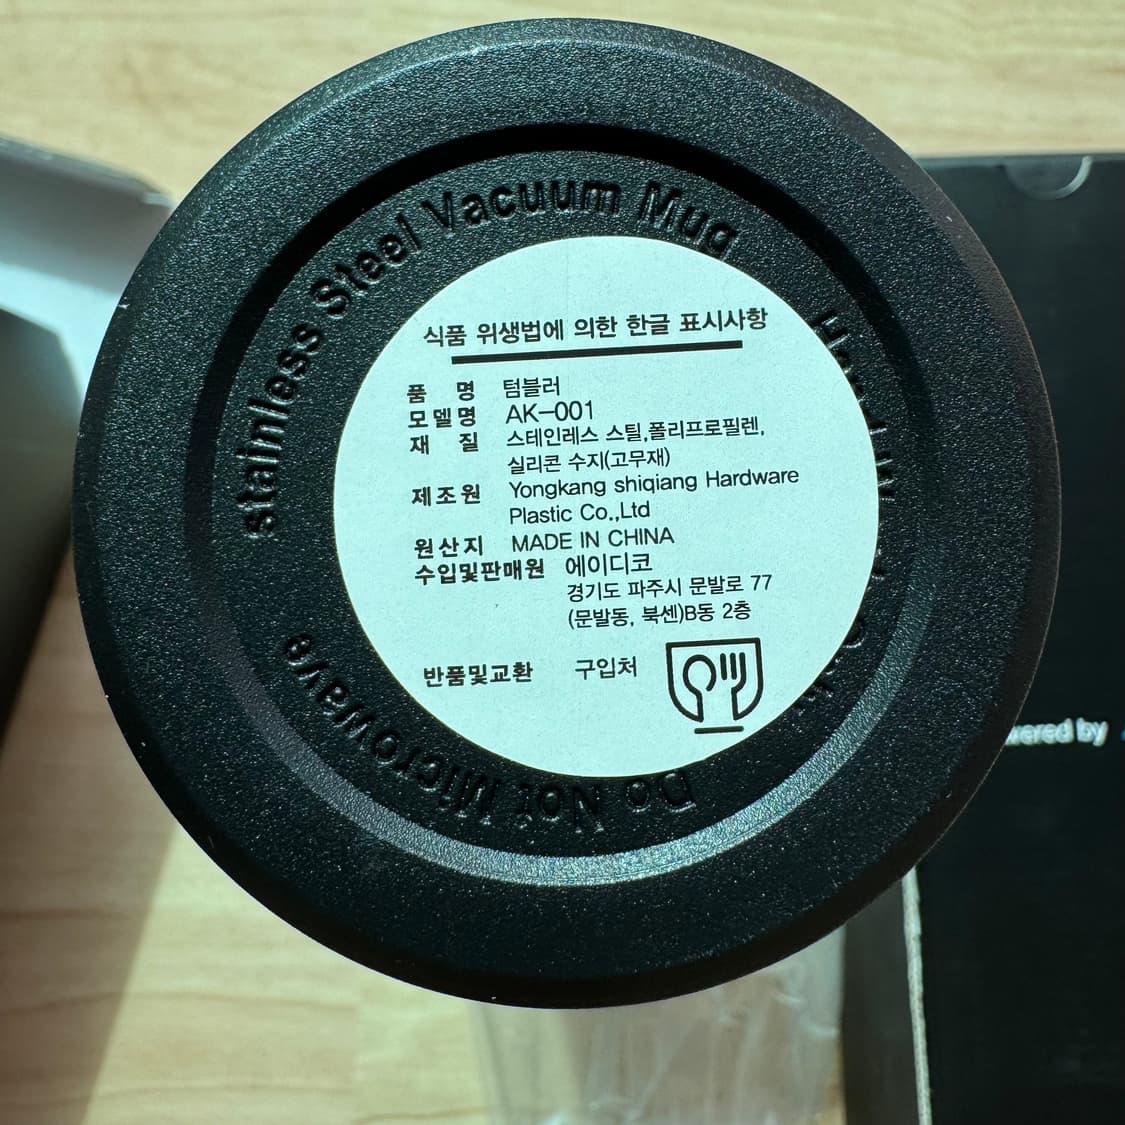 stainless Steel Vacuum Mug
식품 위생법에 의한 한글 표시사항
품 명 텀블러
모델명 AK-001
재 질 스테인레스 스틸,폴리프로필렌,
실리콘 수지(고무재)
제조원 Yongkang shiqiang Hardware
Plastic Co.,Ltd
원산지 MADE IN CHINA
수입및판매원 에이디코
경기도 파주시 문발로 77
(문발동, 북센)B동 2층
반품및교환 구입처
Do Not Microwave
by